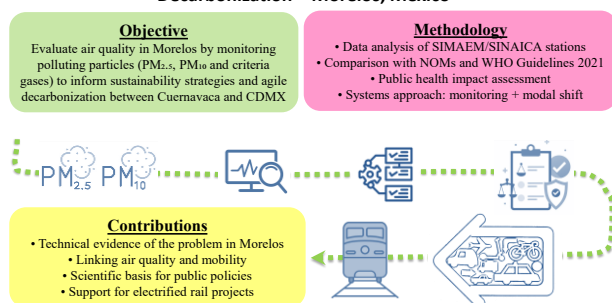 Decarbonization – Morelos, Mexico
Objective
Evaluate air quality in Morelos by monitoring
polluting particles (PM₂.₅, PM₁₀ and criteria
gases) to inform sustainability strategies and agile
decarbonization between Cuernavaca and CDMX
Methodology
• Data analysis of SIMAEM/SINAICA stations
• Comparison with NOMs and WHO Guidelines 2021
• Public health impact assessment
• Systems approach: monitoring + modal shift
PM₂.₅ PM₁₀
Contributions
• Technical evidence of the problem in Morelos
• Linking air quality and mobility
• Scientific basis for public policies
• Support for electrified rail projects